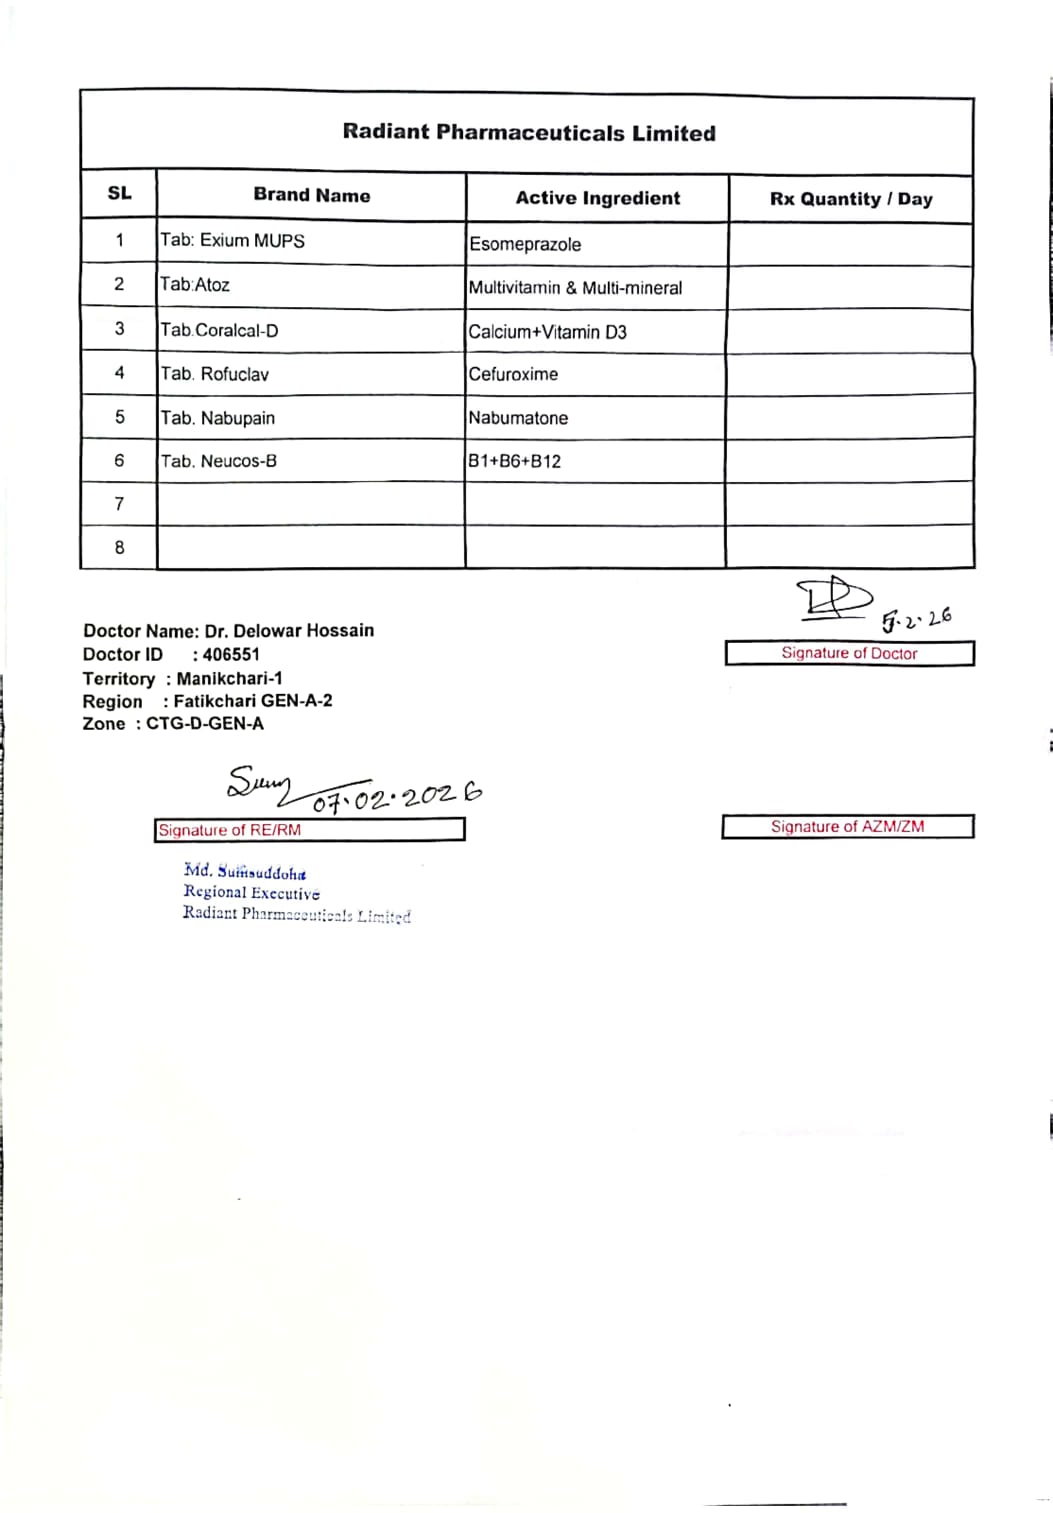 Radiant Pharmaceuticals Limited
SL Brand Name Active Ingredient Rx Quantity / Day
1 Tab: Exium MUPS Esomeprazole
2 Tab:Atoz Multivitamin & Multi-mineral
3 Tab.Coralcal-D Calcium+Vitamin D3
4 Tab. Rofuclav Cefuroxime
5 Tab. Nabupain Nabumatone
6 Tab. Neucos-B B1+B6+B12
7
8
5.2.26
Signature of Doctor
Doctor Name: Dr. Delowar Hossain
Doctor ID : 406551
Territory : Manikchari-1
Region : Fatikchari GEN-A-2
Zone : CTG-D-GEN-A
07.02.2026
Signature of RE/RM
Signature of AZM/ZM
Md.
Regional Executive
Radiant Pharmaceuticals Limited